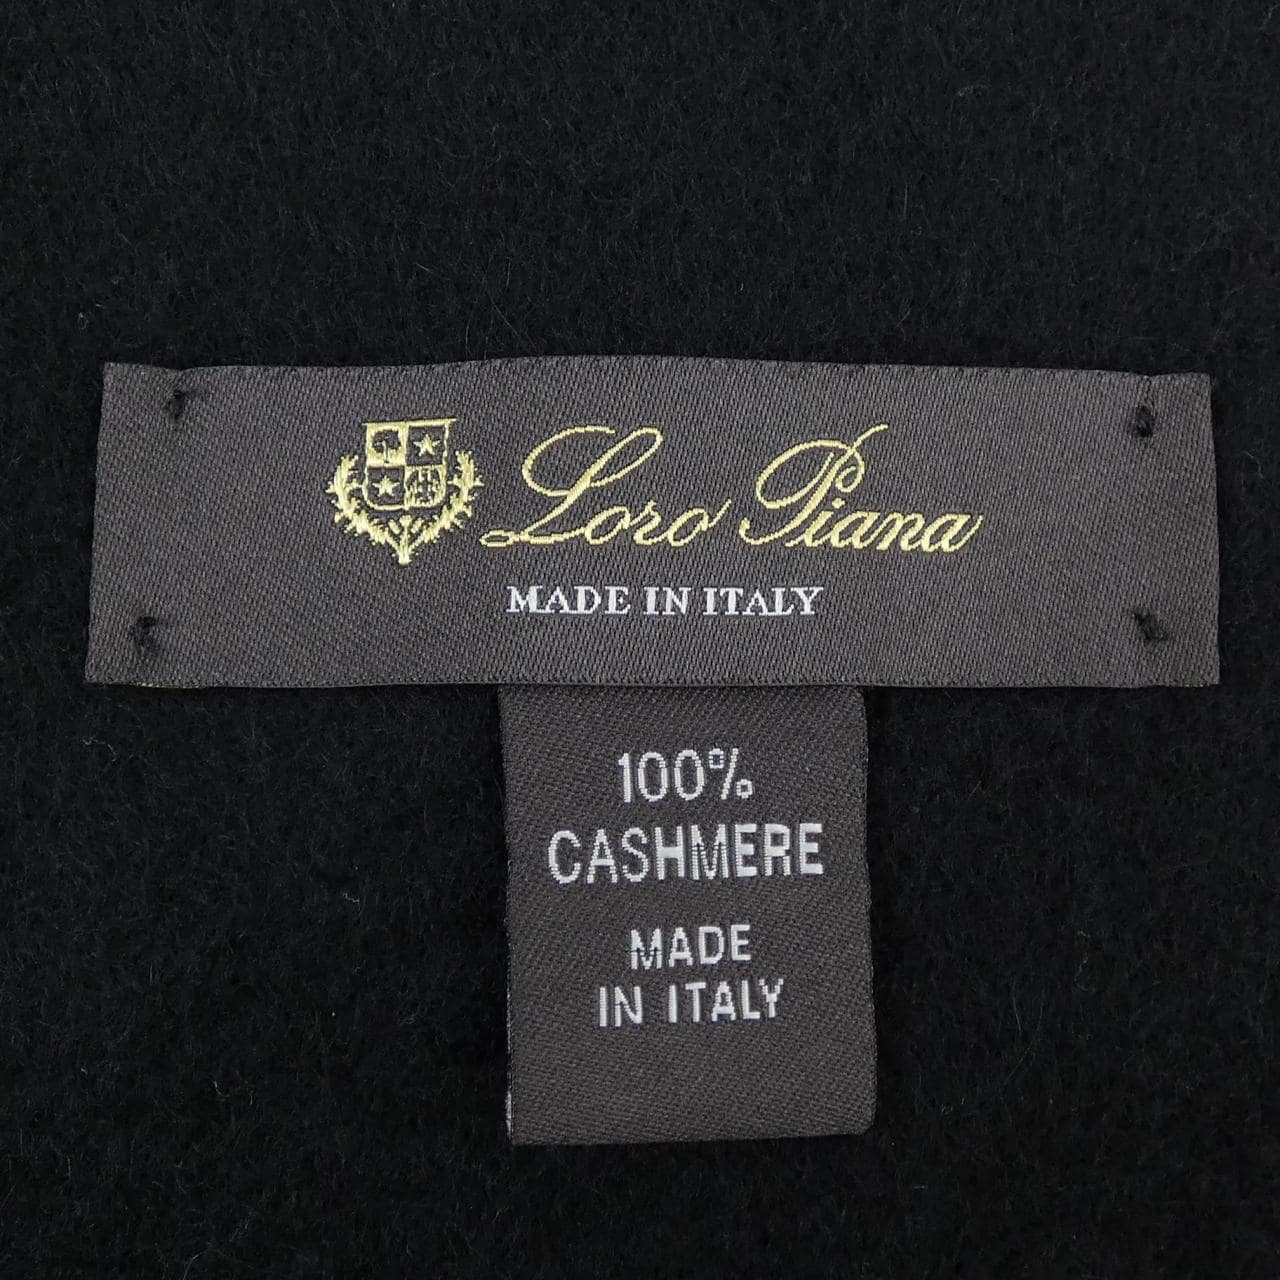 Loro Piana
MADE IN ITALY
100%
CASHMERE
MADE
IN ITALY